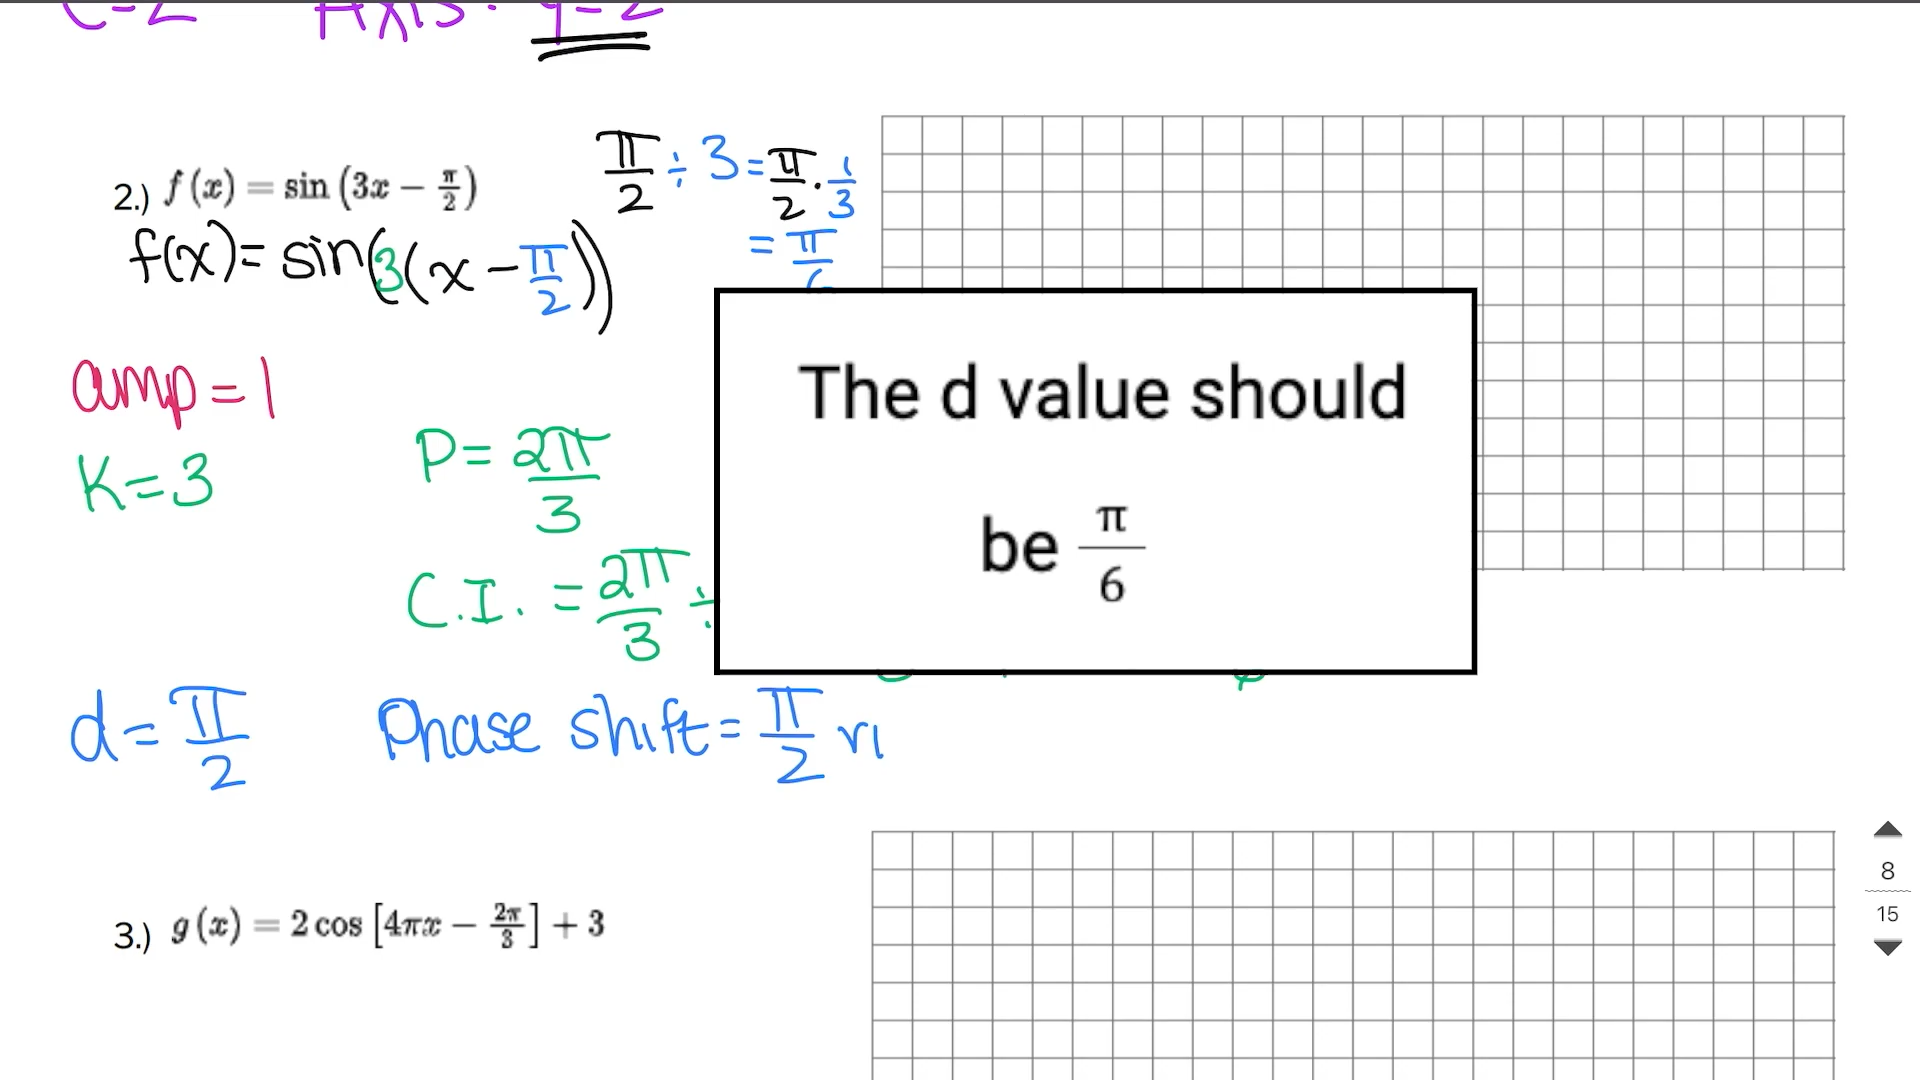 C=2 Axis: y=2
2.) f(x) = sin(3x − π/2)
π/2 ÷ 3 = π/2 · 1/3
= π/6
f(x) = sin(3(x − π/2))
amp = 1
K = 3
P = 2π/3
C.I. = 2π/3 ÷
The d value should
be π/6
d = π/2 Phase shift = π/2 ri
3.) g(x) = 2 cos [4πx − 2π/3] + 3
8
15